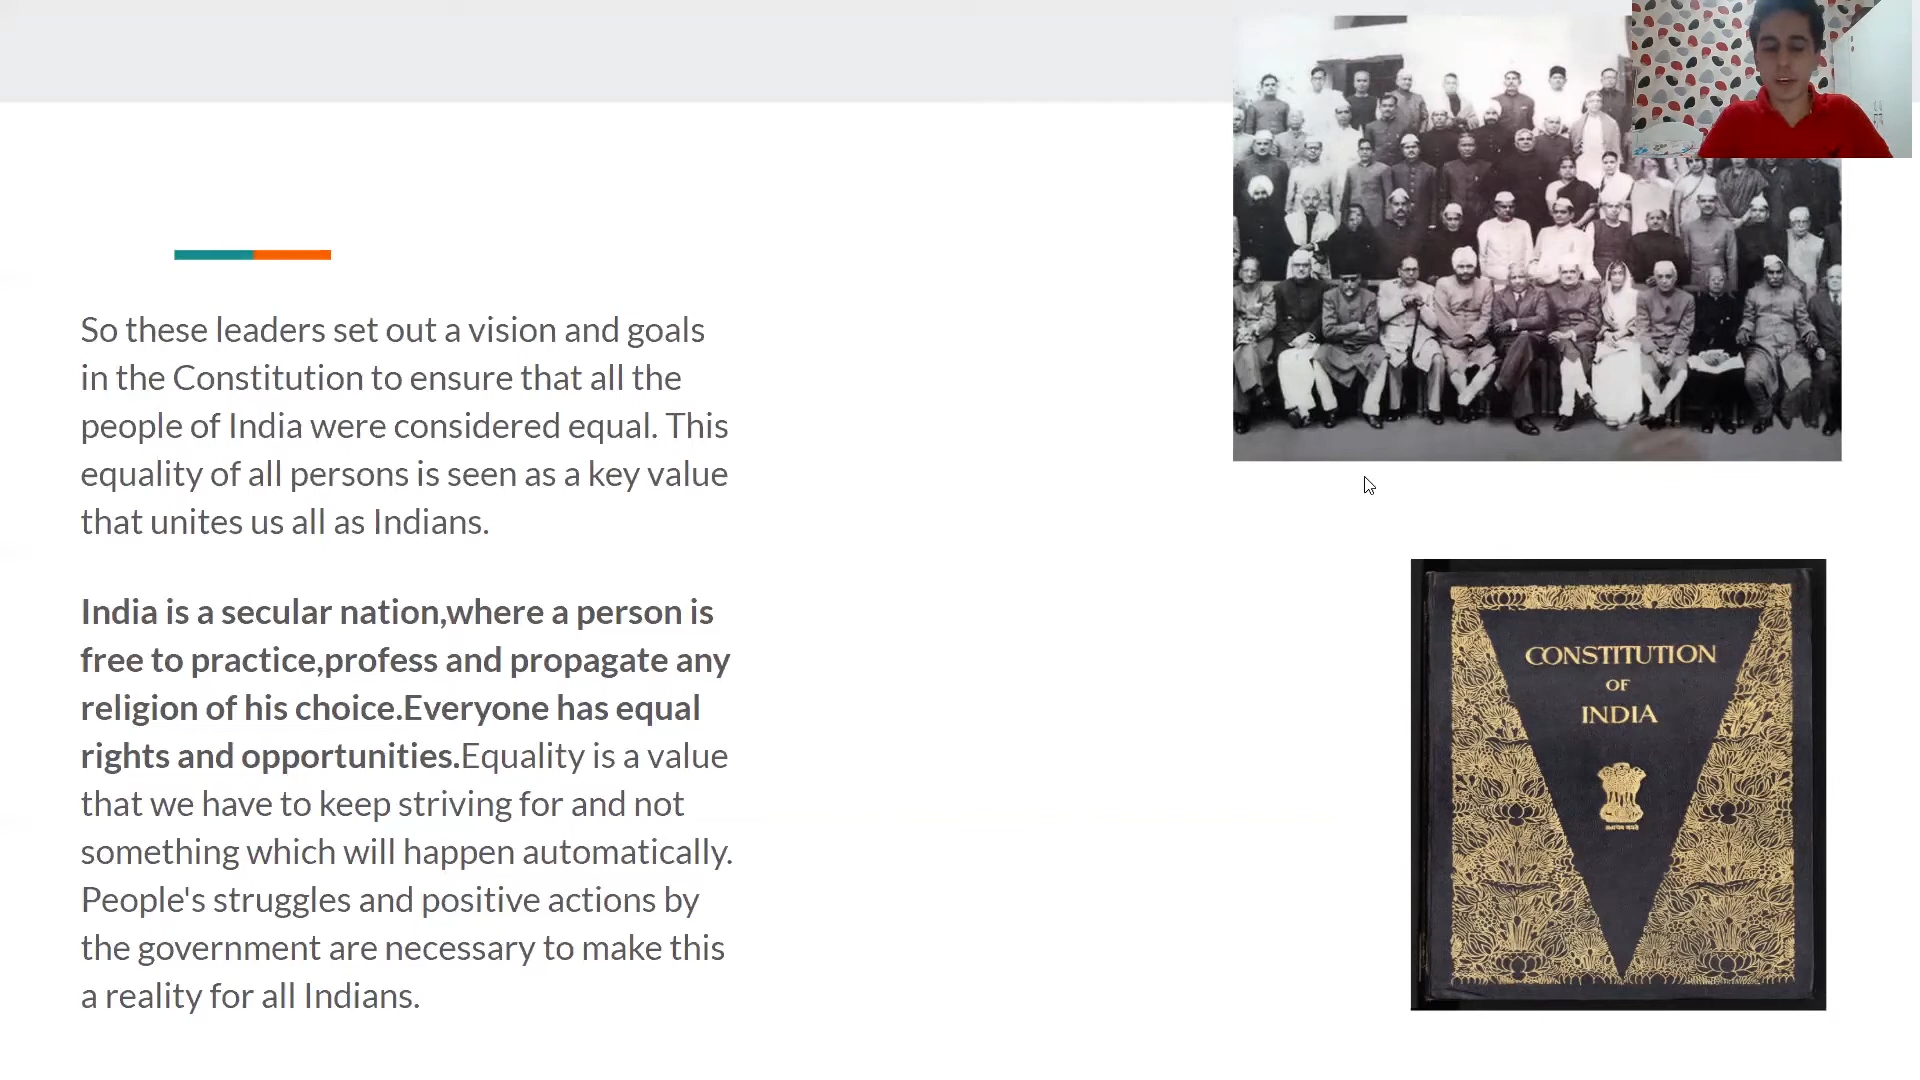 So these leaders set out a vision and goals
in the Constitution to ensure that all the
people of India were considered equal. This
equality of all persons is seen as a key value
that unites us all as Indians.
India is a secular nation,where a person is
free to practice,profess and propagate any
religion of his choice.Everyone has equal
rights and opportunities.Equality is a value
that we have to keep striving for and not
something which will happen automatically.
People's struggles and positive actions by
the government are necessary to make this
a reality for all Indians.
CONSTITUTION
OF
INDIA